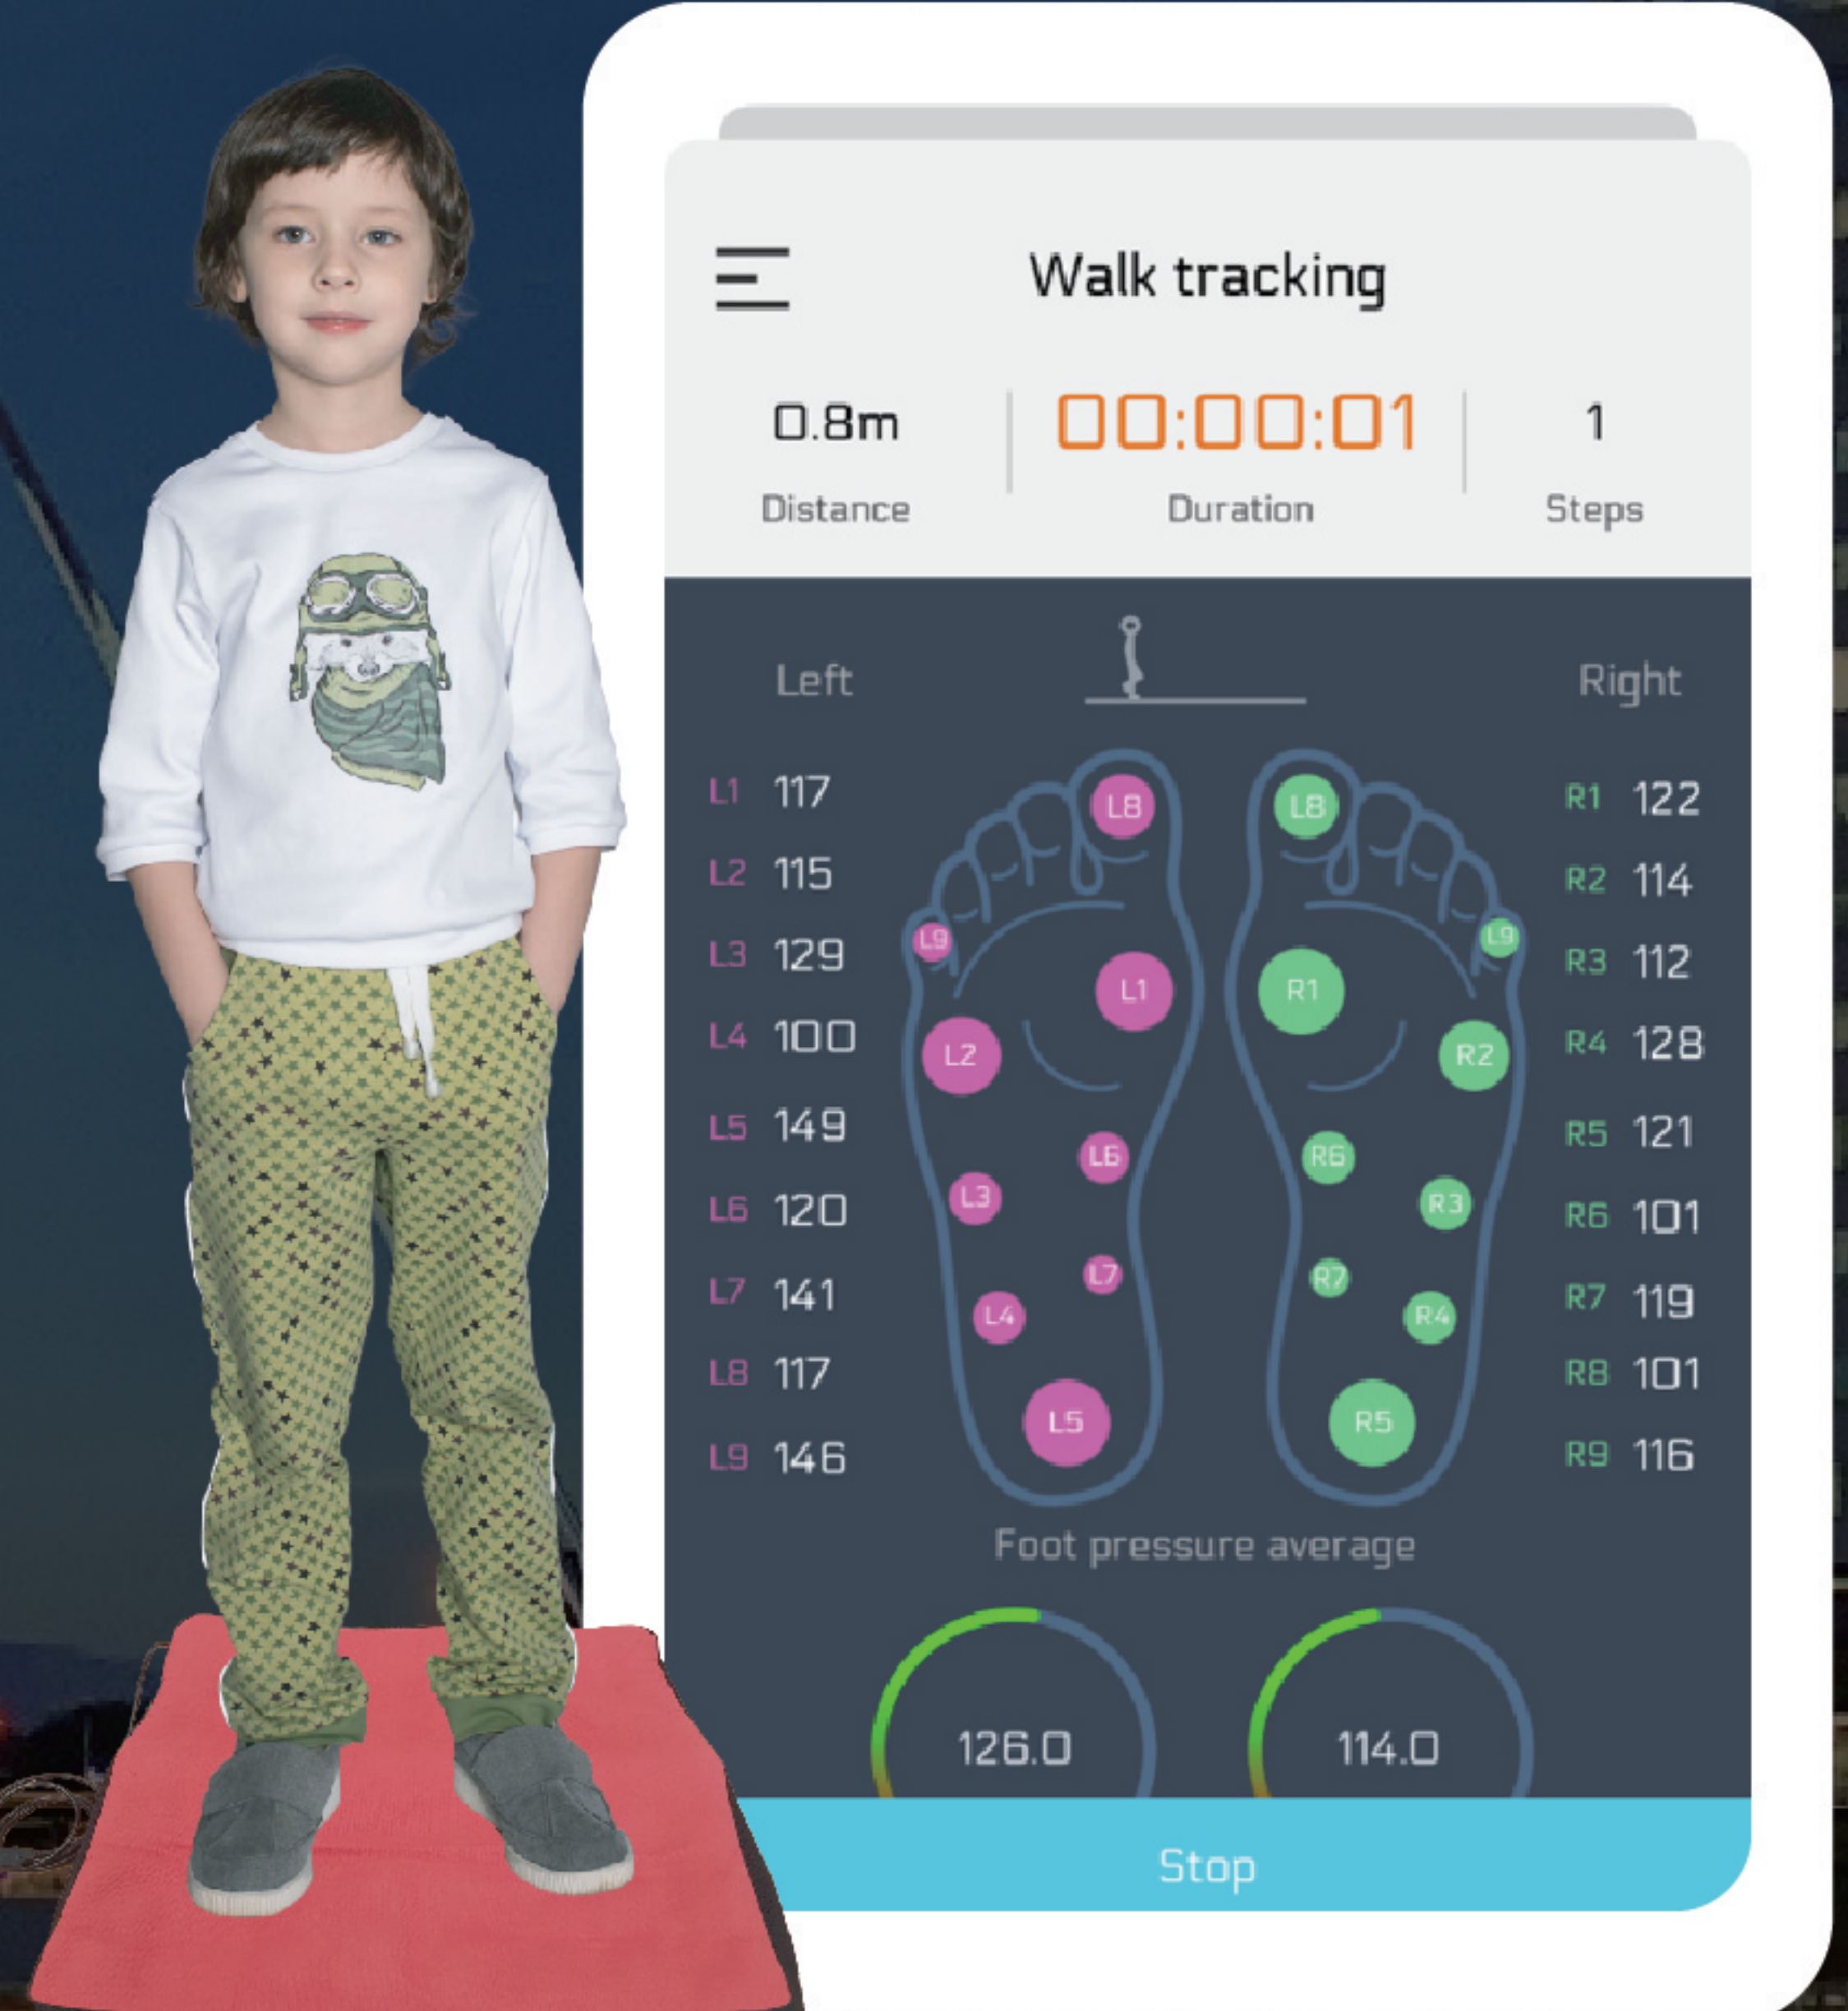 Walk tracking
0.8m 00:00:01 1
Distance Duration Steps
Left Right
L1 117
L2 115
L3 129
L4 100
L5 149
L6 120
L7 141
L8 117
L9 146
L8 L8
L9 L9
L1 R1
L2 R2
L6 R6
L3 R3
L7 R7
L4 R4
L5 R5
R1 122
R2 114
R3 112
R4 128
R5 121
R6 101
R7 119
R8 101
R9 116
Foot pressure average
126.0 114.0
Stop